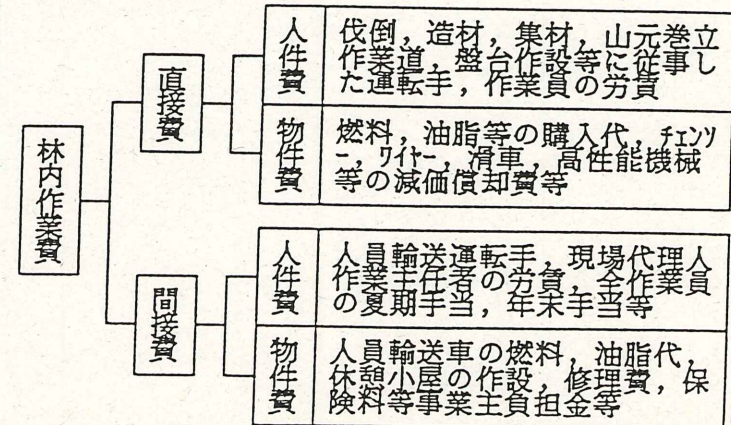 林内作業費
直接費
人件費
伐倒，造材，集材，山元巻立
作業道，盤台作設等に従事し
た運転手，作業員の労賃
物件費
燃料，油脂等の購入代，チェンソ
ー，ワイヤー，滑車，高性能機械
等の減価償却費等
間接費
人件費
人員輸送運転手，現場代理人
作業主任者の労賃，全作業員
の夏期手当，年末手当等
物件費
人員輸送車の燃料，油脂代，
休憩小屋の作設，修理費，保
険料等事業主負担金等